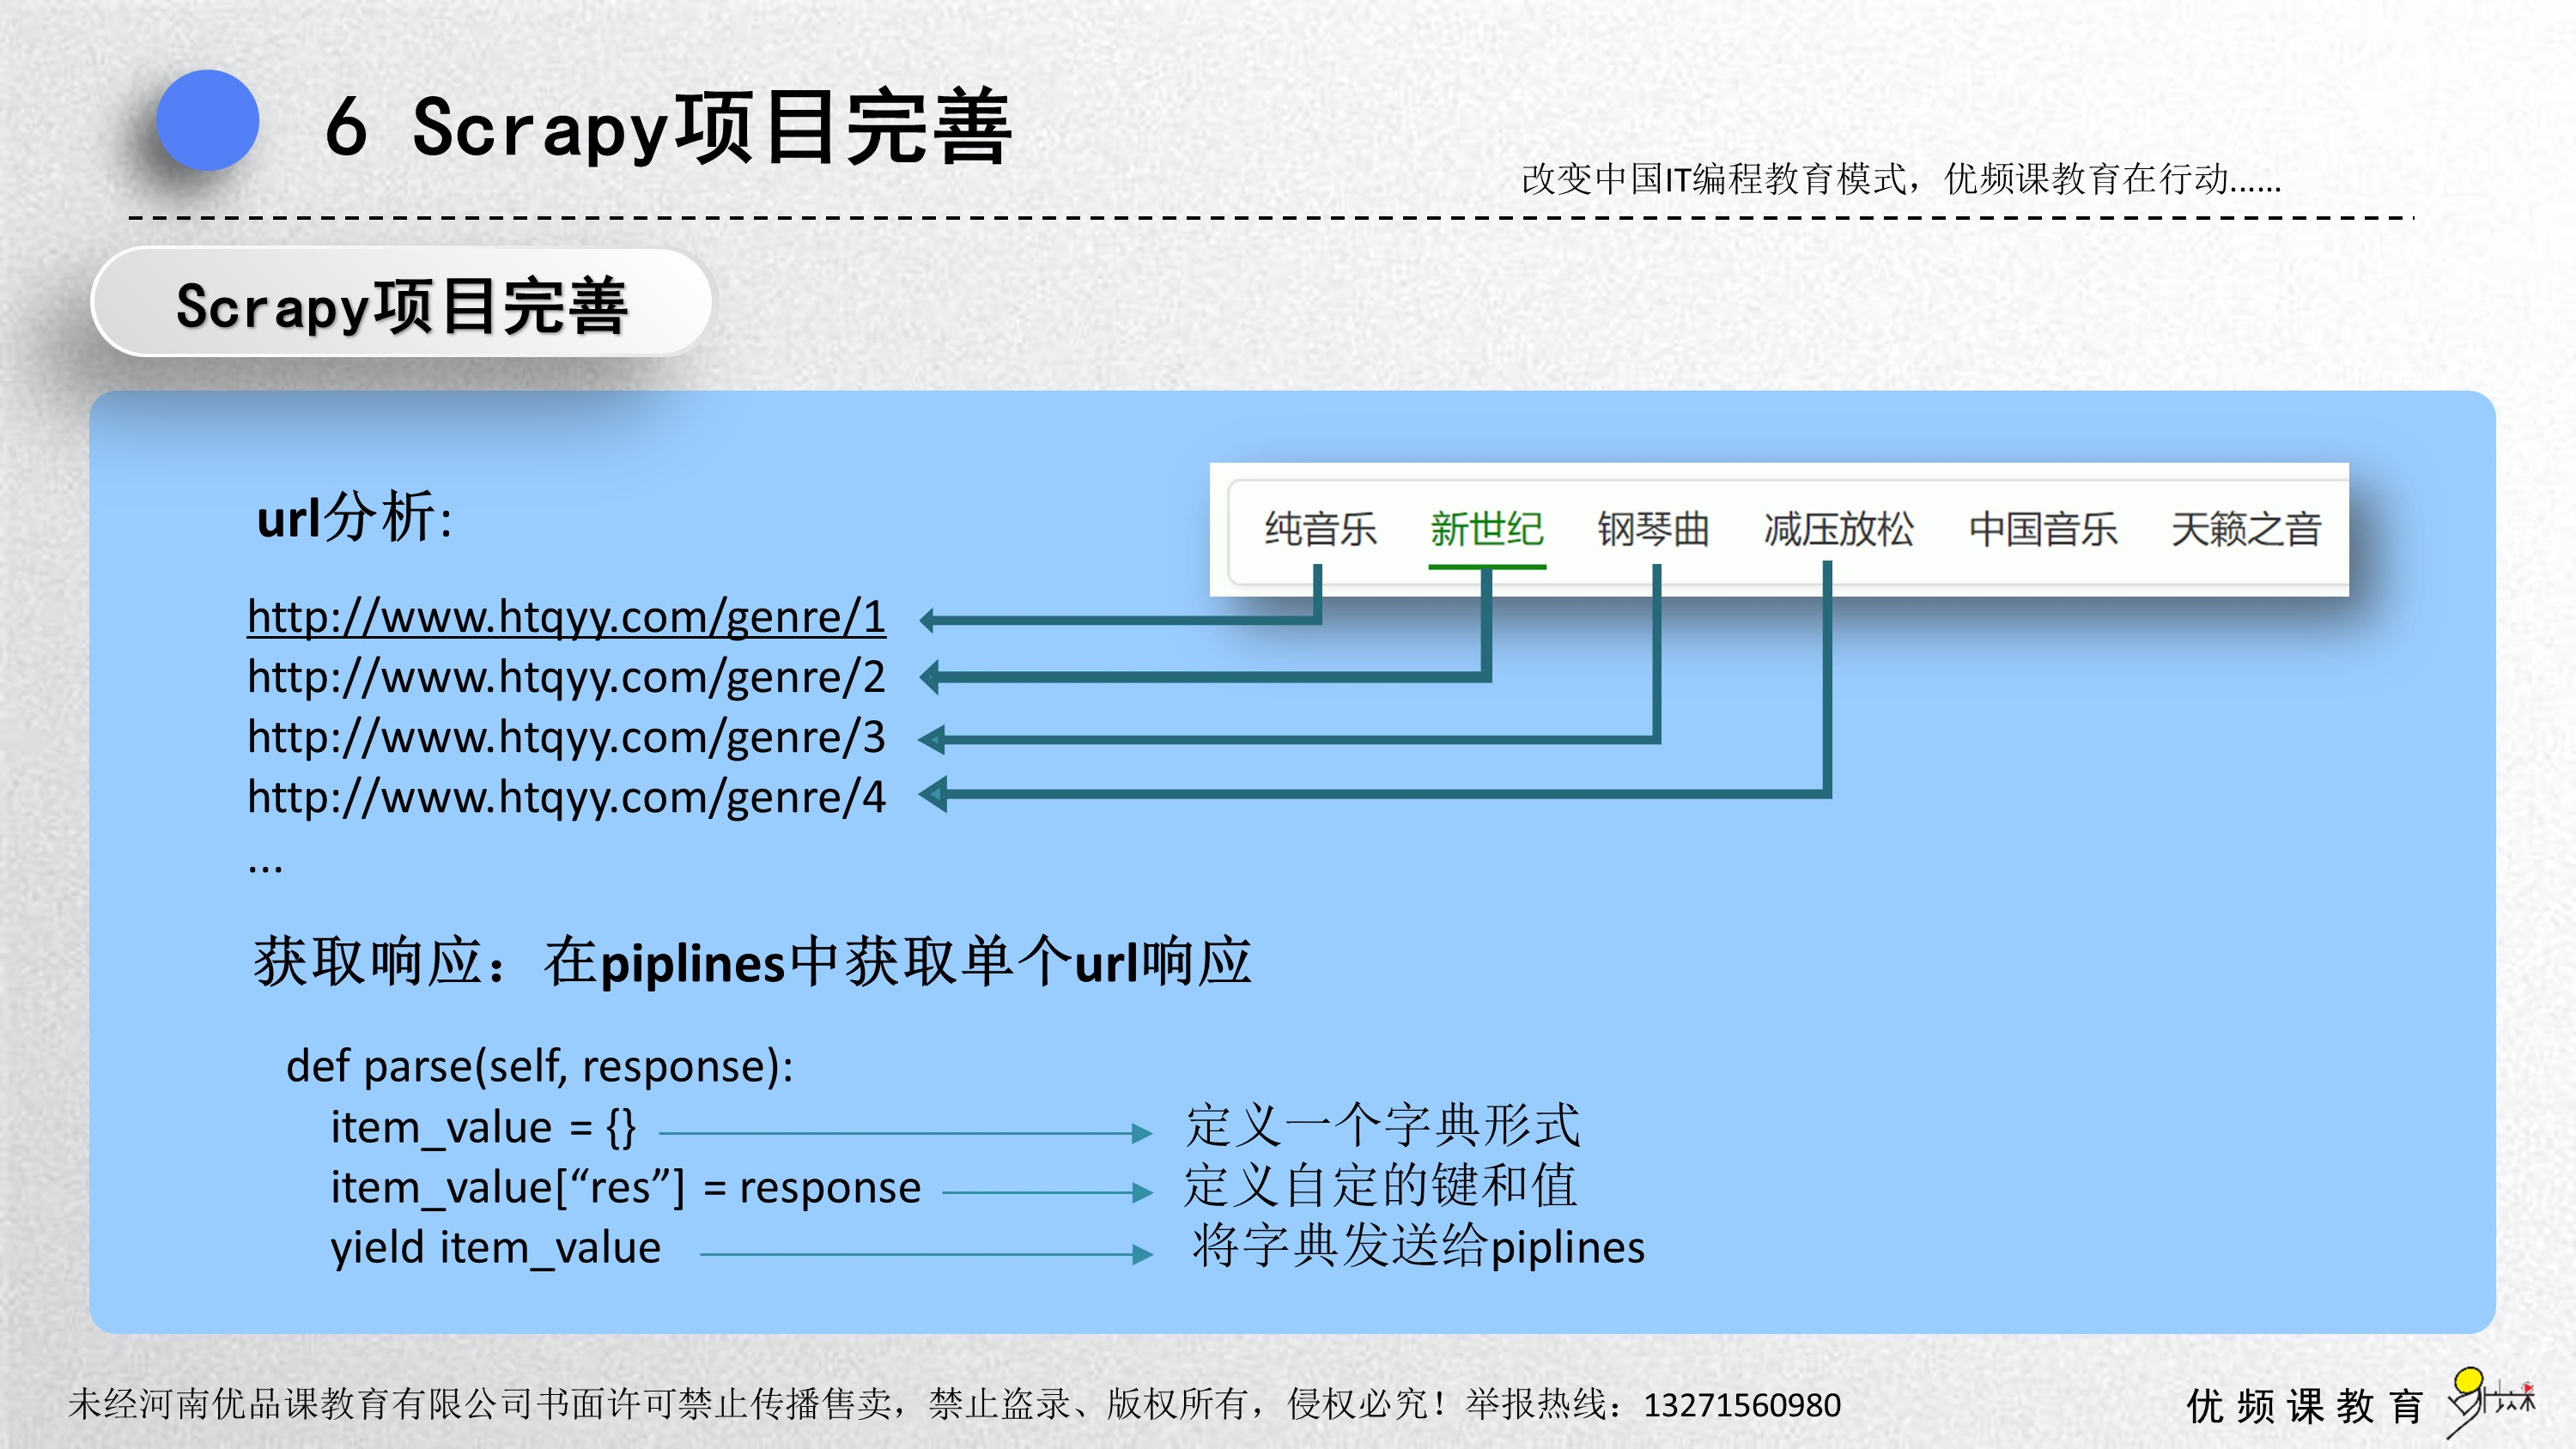 6 Scrapy项目完善
改变中国IT编程教育模式，优频课教育在行动......
Scrapy项目完善
url分析:
纯音乐 新世纪 钢琴曲 减压放松 中国音乐 天籁之音
http://www.htqyy.com/genre/1
http://www.htqyy.com/genre/2
http://www.htqyy.com/genre/3
http://www.htqyy.com/genre/4
...
获取响应：在piplines中获取单个url响应
def parse(self, response):
item_value = {} 定义一个字典形式
item_value[“res”] = response 定义自定的键和值
yield item_value 将字典发送给piplines
未经河南优品课教育有限公司书面许可禁止传播售卖，禁止盗录、版权所有，侵权必究！举报热线：13271560980
优频课教育